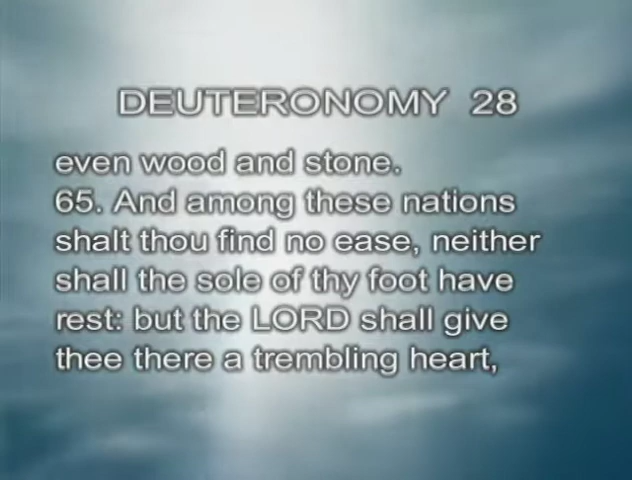 DEUTERONOMY 28
even wood and stone.
65. And among these nations
shalt thou find no ease, neither
shall the sole of thy foot have
rest: but the LORD shall give
thee there a trembling heart,